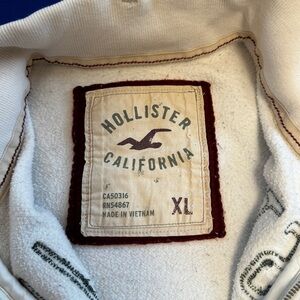 HOLLISTER
CALIFORNIA
CA50316
RN54867
MADE IN VIETNAM
XL